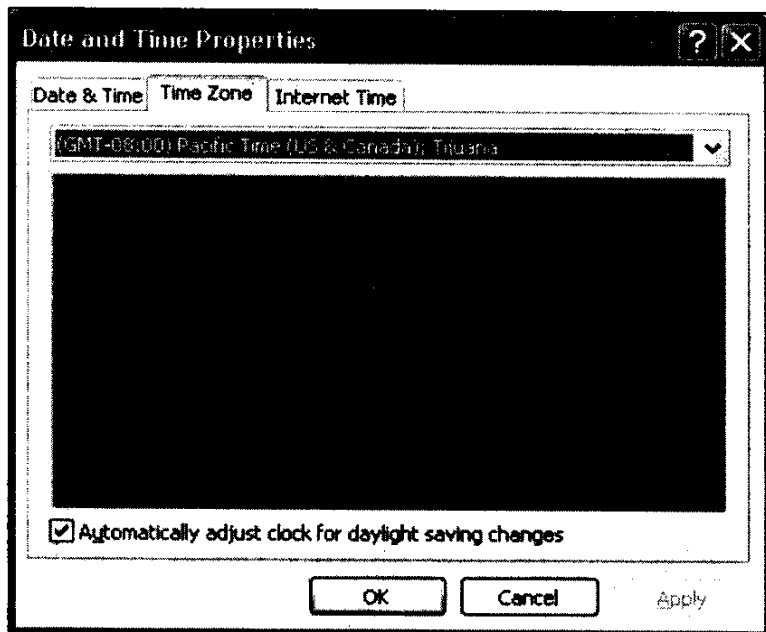 Date and Time Properties
Date & Time Time Zone Internet Time
(GMT-08:00) Pacific Time (US & Canada); Tijuana
Automatically adjust clock for daylight saving changes
OK Cancel Apply